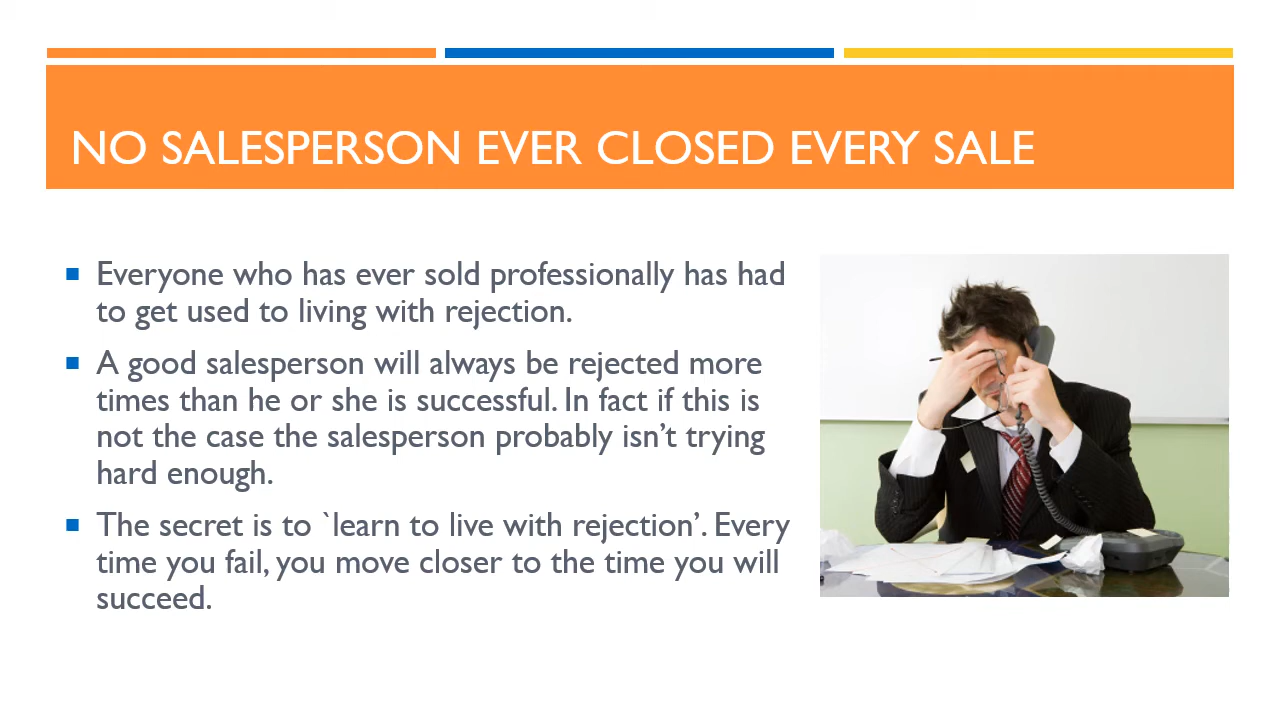 NO SALESPERSON EVER CLOSED EVERY SALE
Everyone who has ever sold professionally has had
to get used to living with rejection.
A good salesperson will always be rejected more
times than he or she is successful. In fact if this is
not the case the salesperson probably isn’t trying
hard enough.
The secret is to `learn to live with rejection’. Every
time you fail, you move closer to the time you will
succeed.